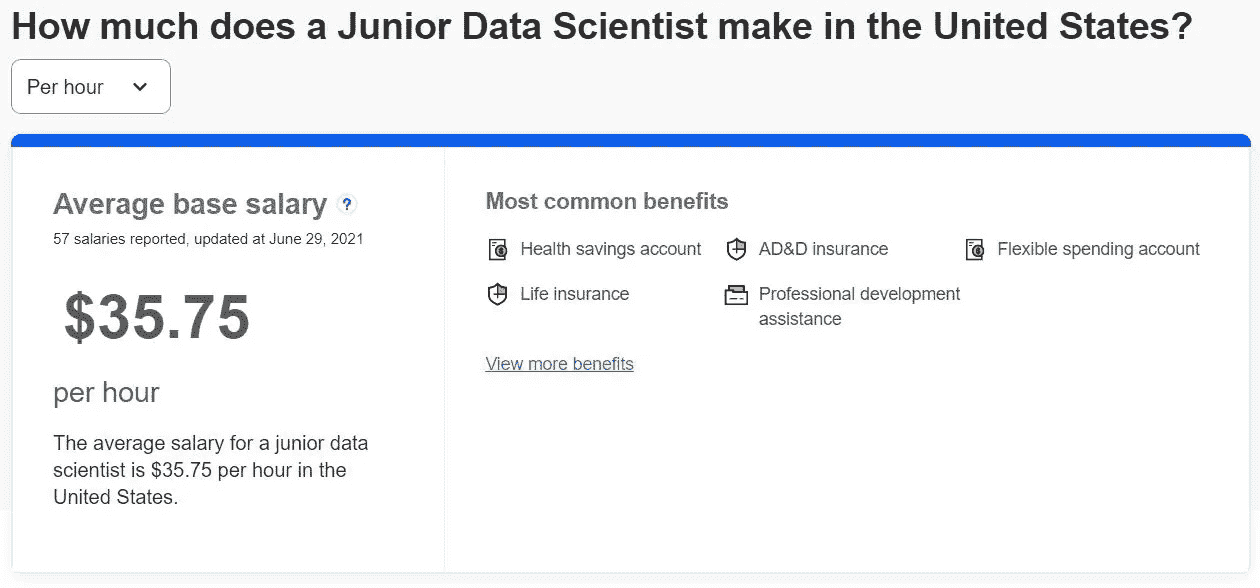 How much does a Junior Data Scientist make in the United States?
Per hour
Average base salary ?
57 salaries reported, updated at June 29, 2021
$35.75
per hour
The average salary for a junior data
scientist is $35.75 per hour in the
United States.
Most common benefits
Health savings account
AD&D insurance
Flexible spending account
Life insurance
Professional development
assistance
View more benefits